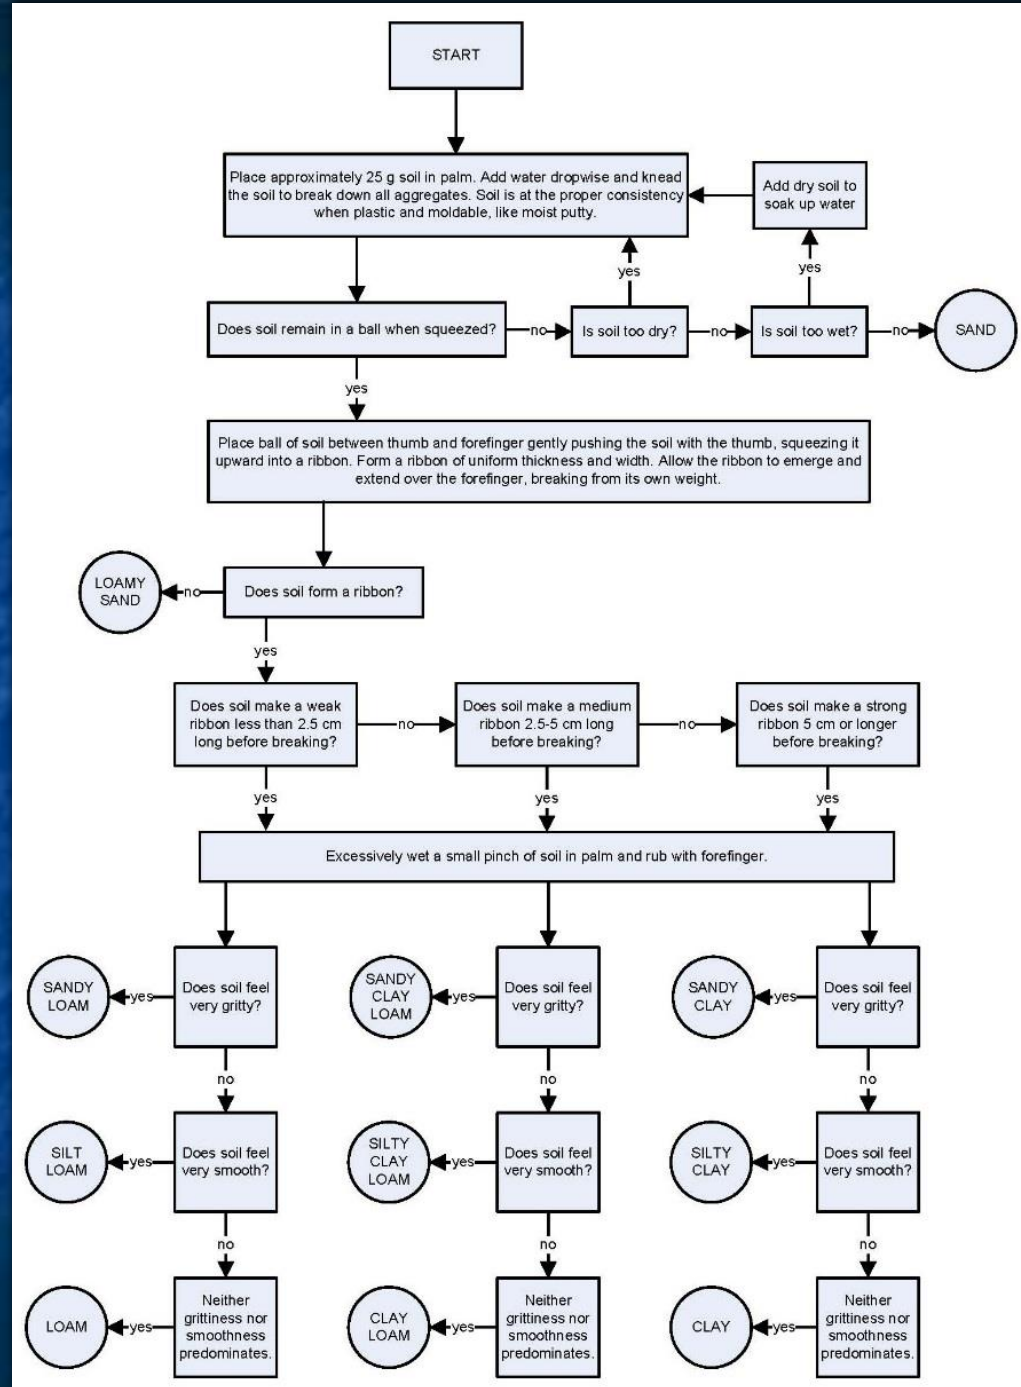 START
Place approximately 25 g soil in palm. Add water dropwise and knead
the soil to break down all aggregates. Soil is at the proper consistency
when plastic and moldable, like moist putty.
Add dry soil to
soak up water
yes
yes
Does soil remain in a ball when squeezed?
no
Is soil too dry?
no
Is soil too wet?
no
SAND
yes
Place ball of soil between thumb and forefinger gently pushing the soil with the thumb, squeezing it
upward into a ribbon. Form a ribbon of uniform thickness and width. Allow the ribbon to emerge and
extend over the forefinger, breaking from its own weight.
LOAMY
SAND
no
Does soil form a ribbon?
yes
Does soil make a weak
ribbon less than 2.5 cm
long before breaking?
no
Does soil make a medium
ribbon 2.5-5 cm long
before breaking?
no
Does soil make a strong
ribbon 5 cm or longer
before breaking?
yes
yes
yes
Excessively wet a small pinch of soil in palm and rub with forefinger.
SANDY
LOAM
yes
Does soil feel
very gritty?
SANDY
CLAY
LOAM
yes
Does soil feel
very gritty?
SANDY
CLAY
yes
Does soil feel
very gritty?
no
no
no
SILT
LOAM
yes
Does soil feel
very smooth?
SILTY
CLAY
LOAM
yes
Does soil feel
very smooth?
SILTY
CLAY
yes
Does soil feel
very smooth?
no
no
no
LOAM
yes
Neither
grittiness nor
smoothness
predominates.
CLAY
LOAM
yes
Neither
grittiness nor
smoothness
predominates.
CLAY
yes
Neither
grittiness nor
smoothness
predominates.